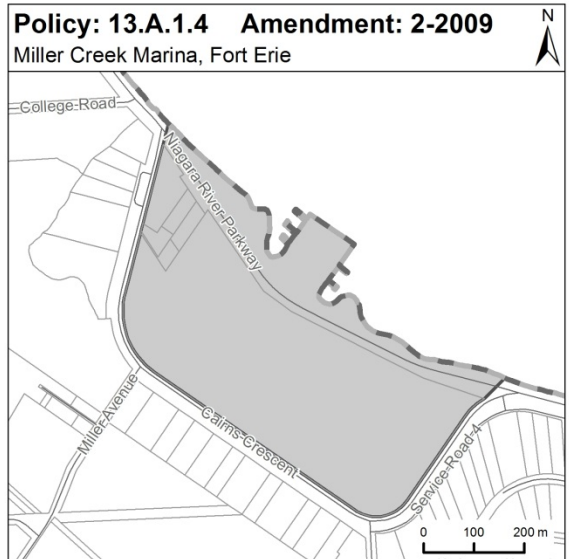 Policy: 13.A.1.4 Amendment: 2-2009
N
Miller Creek Marina, Fort Erie
College Road
Niagara River Parkway
Miller Avenue
Cairns Crescent
Service Road 4
0 100 200 m